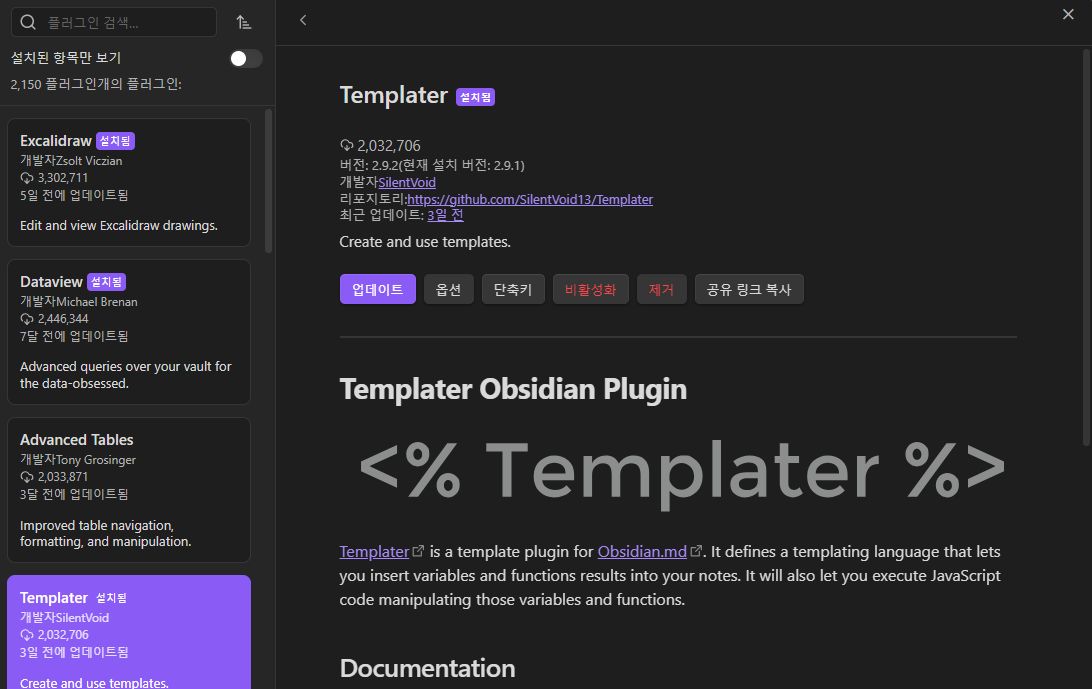 플러그인 검색...
설치된 항목만 보기
2,150 플러그인개의 플러그인:
Excalidraw 설치됨
개발자Zsolt Viczian
3,302,711
5일 전에 업데이트됨
Edit and view Excalidraw drawings.
Dataview 설치됨
개발자Michael Brenan
2,446,344
7달 전에 업데이트됨
Advanced queries over your vault for
the data-obsessed.
Advanced Tables
개발자Tony Grosinger
2,033,871
3달 전에 업데이트됨
Improved table navigation,
formatting, and manipulation.
Templater 설치됨
개발자SilentVoid
2,032,706
3일 전에 업데이트됨
Create and use templates.
Templater 설치됨
2,032,706
버전: 2.9.2(현재 설치 버전: 2.9.1)
개발자SilentVoid
리포지토리:https://github.com/SilentVoid13/Templater
최근 업데이트: 3일 전
Create and use templates.
업데이트 옵션 단축키 비활성화 제거 공유 링크 복사
Templater Obsidian Plugin
<% Templater %>
Templater is a template plugin for Obsidian.md. It defines a templating language that lets
you insert variables and functions results into your notes. It will also let you execute JavaScript
code manipulating those variables and functions.
Documentation